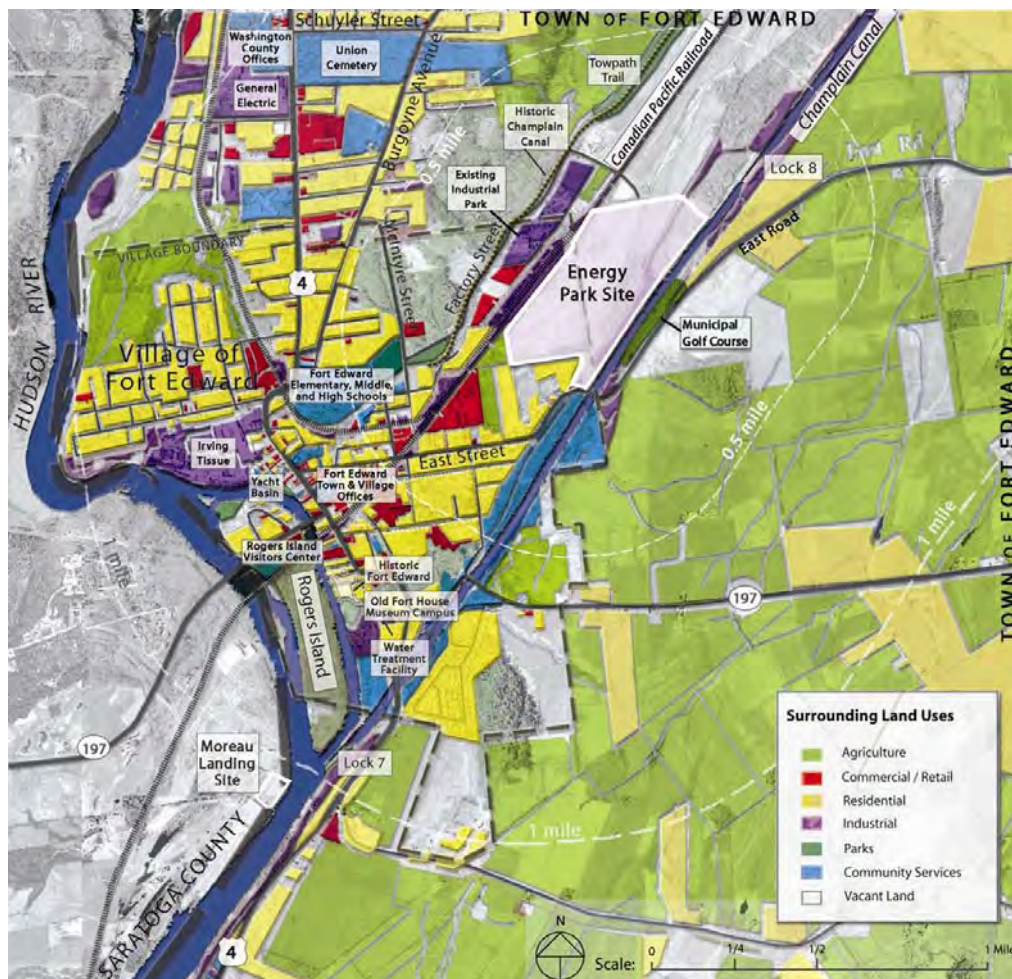 Schuyler Street
TOWN OF FORT EDWARD
Washington
County
Offices
Union
Cemetery
General
Electric
Burgoyne Avenue
Towpath
Trail
Canadian Pacific Railroad
Champlain Canal
Historic
Champlain
Canal
0.5 mile
Existing
Industrial
Park
Lock 8
East Road
McIntyre Street
Factory Street
VILLAGE BOUNDARY
4
Energy
Park Site
HUDSON RIVER
Municipal
Golf Course
Village of
Fort Edward
Fort Edward
Elementary, Middle,
and High Schools
TOWN OF FORT EDWARD
0.5 mile
Irving
Tissue
East Street
Yacht
Basin
Fort Edward
Town & Village
Offices
1 mile
1 mile
Rogers Island
Visitors Center
Historic
Fort Edward
Rogers Island
Old Fort House
Museum Campus
197
Water
Treatment
Facility
197
Moreau
Landing
Site
Lock 7
SARATOGA COUNTY
1 mile
4
Surrounding Land Uses
Agriculture
Commercial / Retail
Residential
Industrial
Parks
Community Services
Vacant Land
N
Scale:
0 1/4 1/2 1 Mile